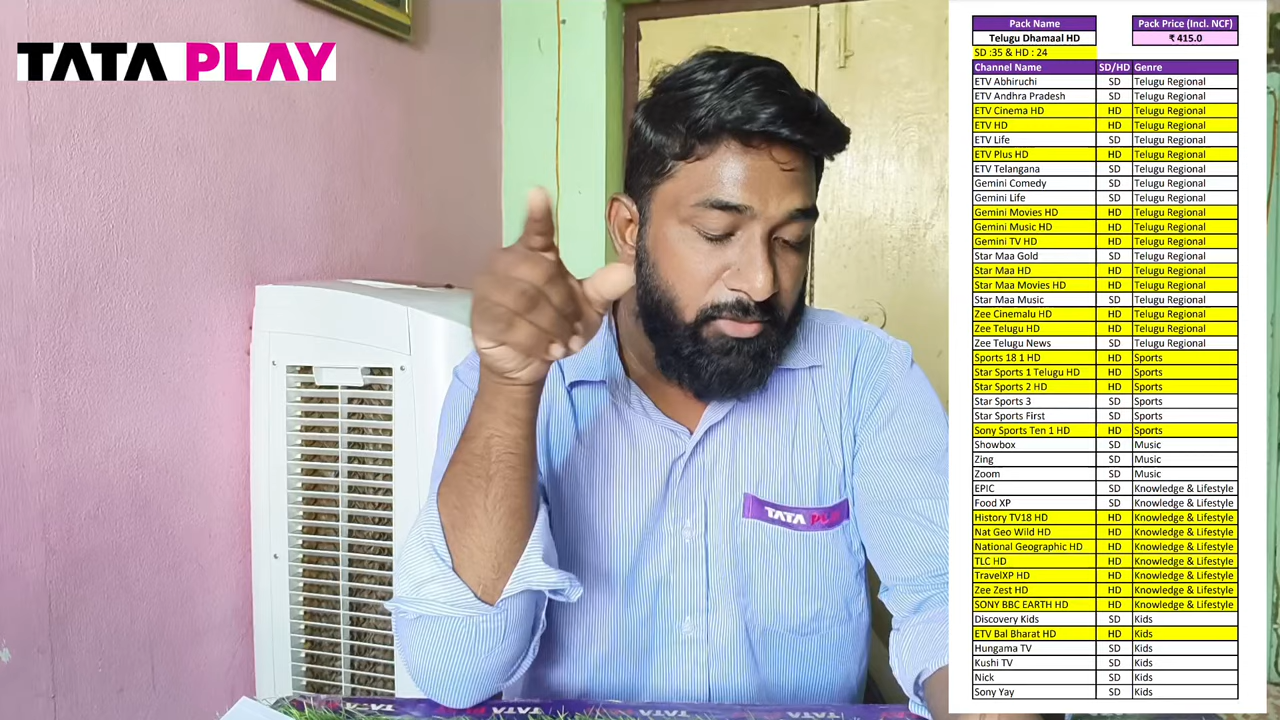 TATA PLAY
Pack Name Pack Price (Incl. NCF)
Telugu Dhamaal HD ₹ 415.0
SD :35 & HD : 24
Channel Name SD/HD Genre
ETV Abhiruchi SD Telugu Regional
ETV Andhra Pradesh SD Telugu Regional
ETV Cinema HD HD Telugu Regional
ETV HD HD Telugu Regional
ETV Life SD Telugu Regional
ETV Plus HD HD Telugu Regional
ETV Telangana SD Telugu Regional
Gemini Comedy SD Telugu Regional
Gemini Life SD Telugu Regional
Gemini Movies HD HD Telugu Regional
Gemini Music HD HD Telugu Regional
Gemini TV HD HD Telugu Regional
Star Maa Gold SD Telugu Regional
Star Maa HD HD Telugu Regional
Star Maa Movies HD HD Telugu Regional
Star Maa Music SD Telugu Regional
Zee Cinemalu HD HD Telugu Regional
Zee Telugu HD HD Telugu Regional
Zee Telugu News SD Telugu Regional
Sports 18 1 HD HD Sports
Star Sports 1 Telugu HD HD Sports
Star Sports 2 HD HD Sports
Star Sports 3 SD Sports
Star Sports First SD Sports
Sony Sports Ten 1 HD HD Sports
Showbox SD Music
Zing SD Music
Zoom SD Music
EPIC SD Knowledge & Lifestyle
Food XP SD Knowledge & Lifestyle
History TV18 HD HD Knowledge & Lifestyle
Nat Geo Wild HD HD Knowledge & Lifestyle
National Geographic HD HD Knowledge & Lifestyle
TLC HD HD Knowledge & Lifestyle
TravelXP HD HD Knowledge & Lifestyle
Zee Zest HD HD Knowledge & Lifestyle
SONY BBC EARTH HD HD Knowledge & Lifestyle
Discovery Kids SD Kids
ETV Bal Bharat HD HD Kids
Hungama TV SD Kids
Kushi TV SD Kids
Nick SD Kids
Sony Yay SD Kids
TATA PLAY